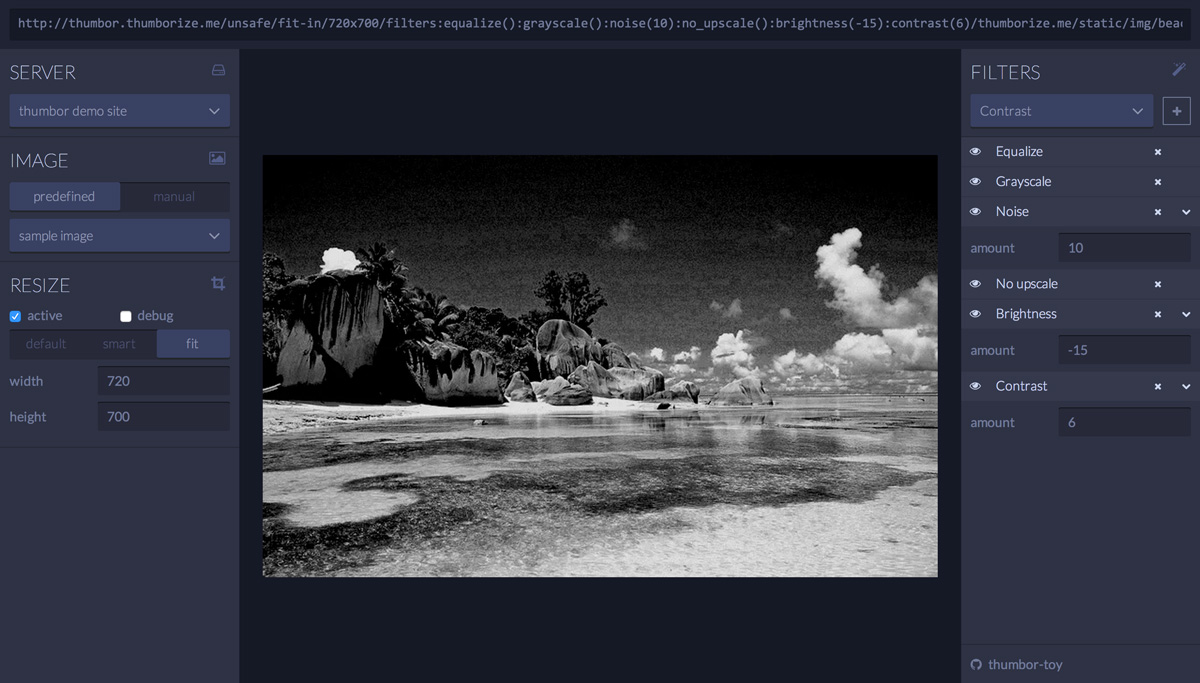 http://thumbor.thumborize.me/unsafe/fit-in/720x700/filters:equalize():grayscale():noise(10):no_upscale():brightness(-15):contrast(6)/thumborize.me/static/img/beac
SERVER
thumbor demo site
IMAGE
predefined manual
sample image
RESIZE
active debug
default smart fit
width 720
height 700
FILTERS
Contrast
Equalize
Grayscale
Noise
amount 10
No upscale
Brightness
amount -15
Contrast
amount 6
thumbor-toy